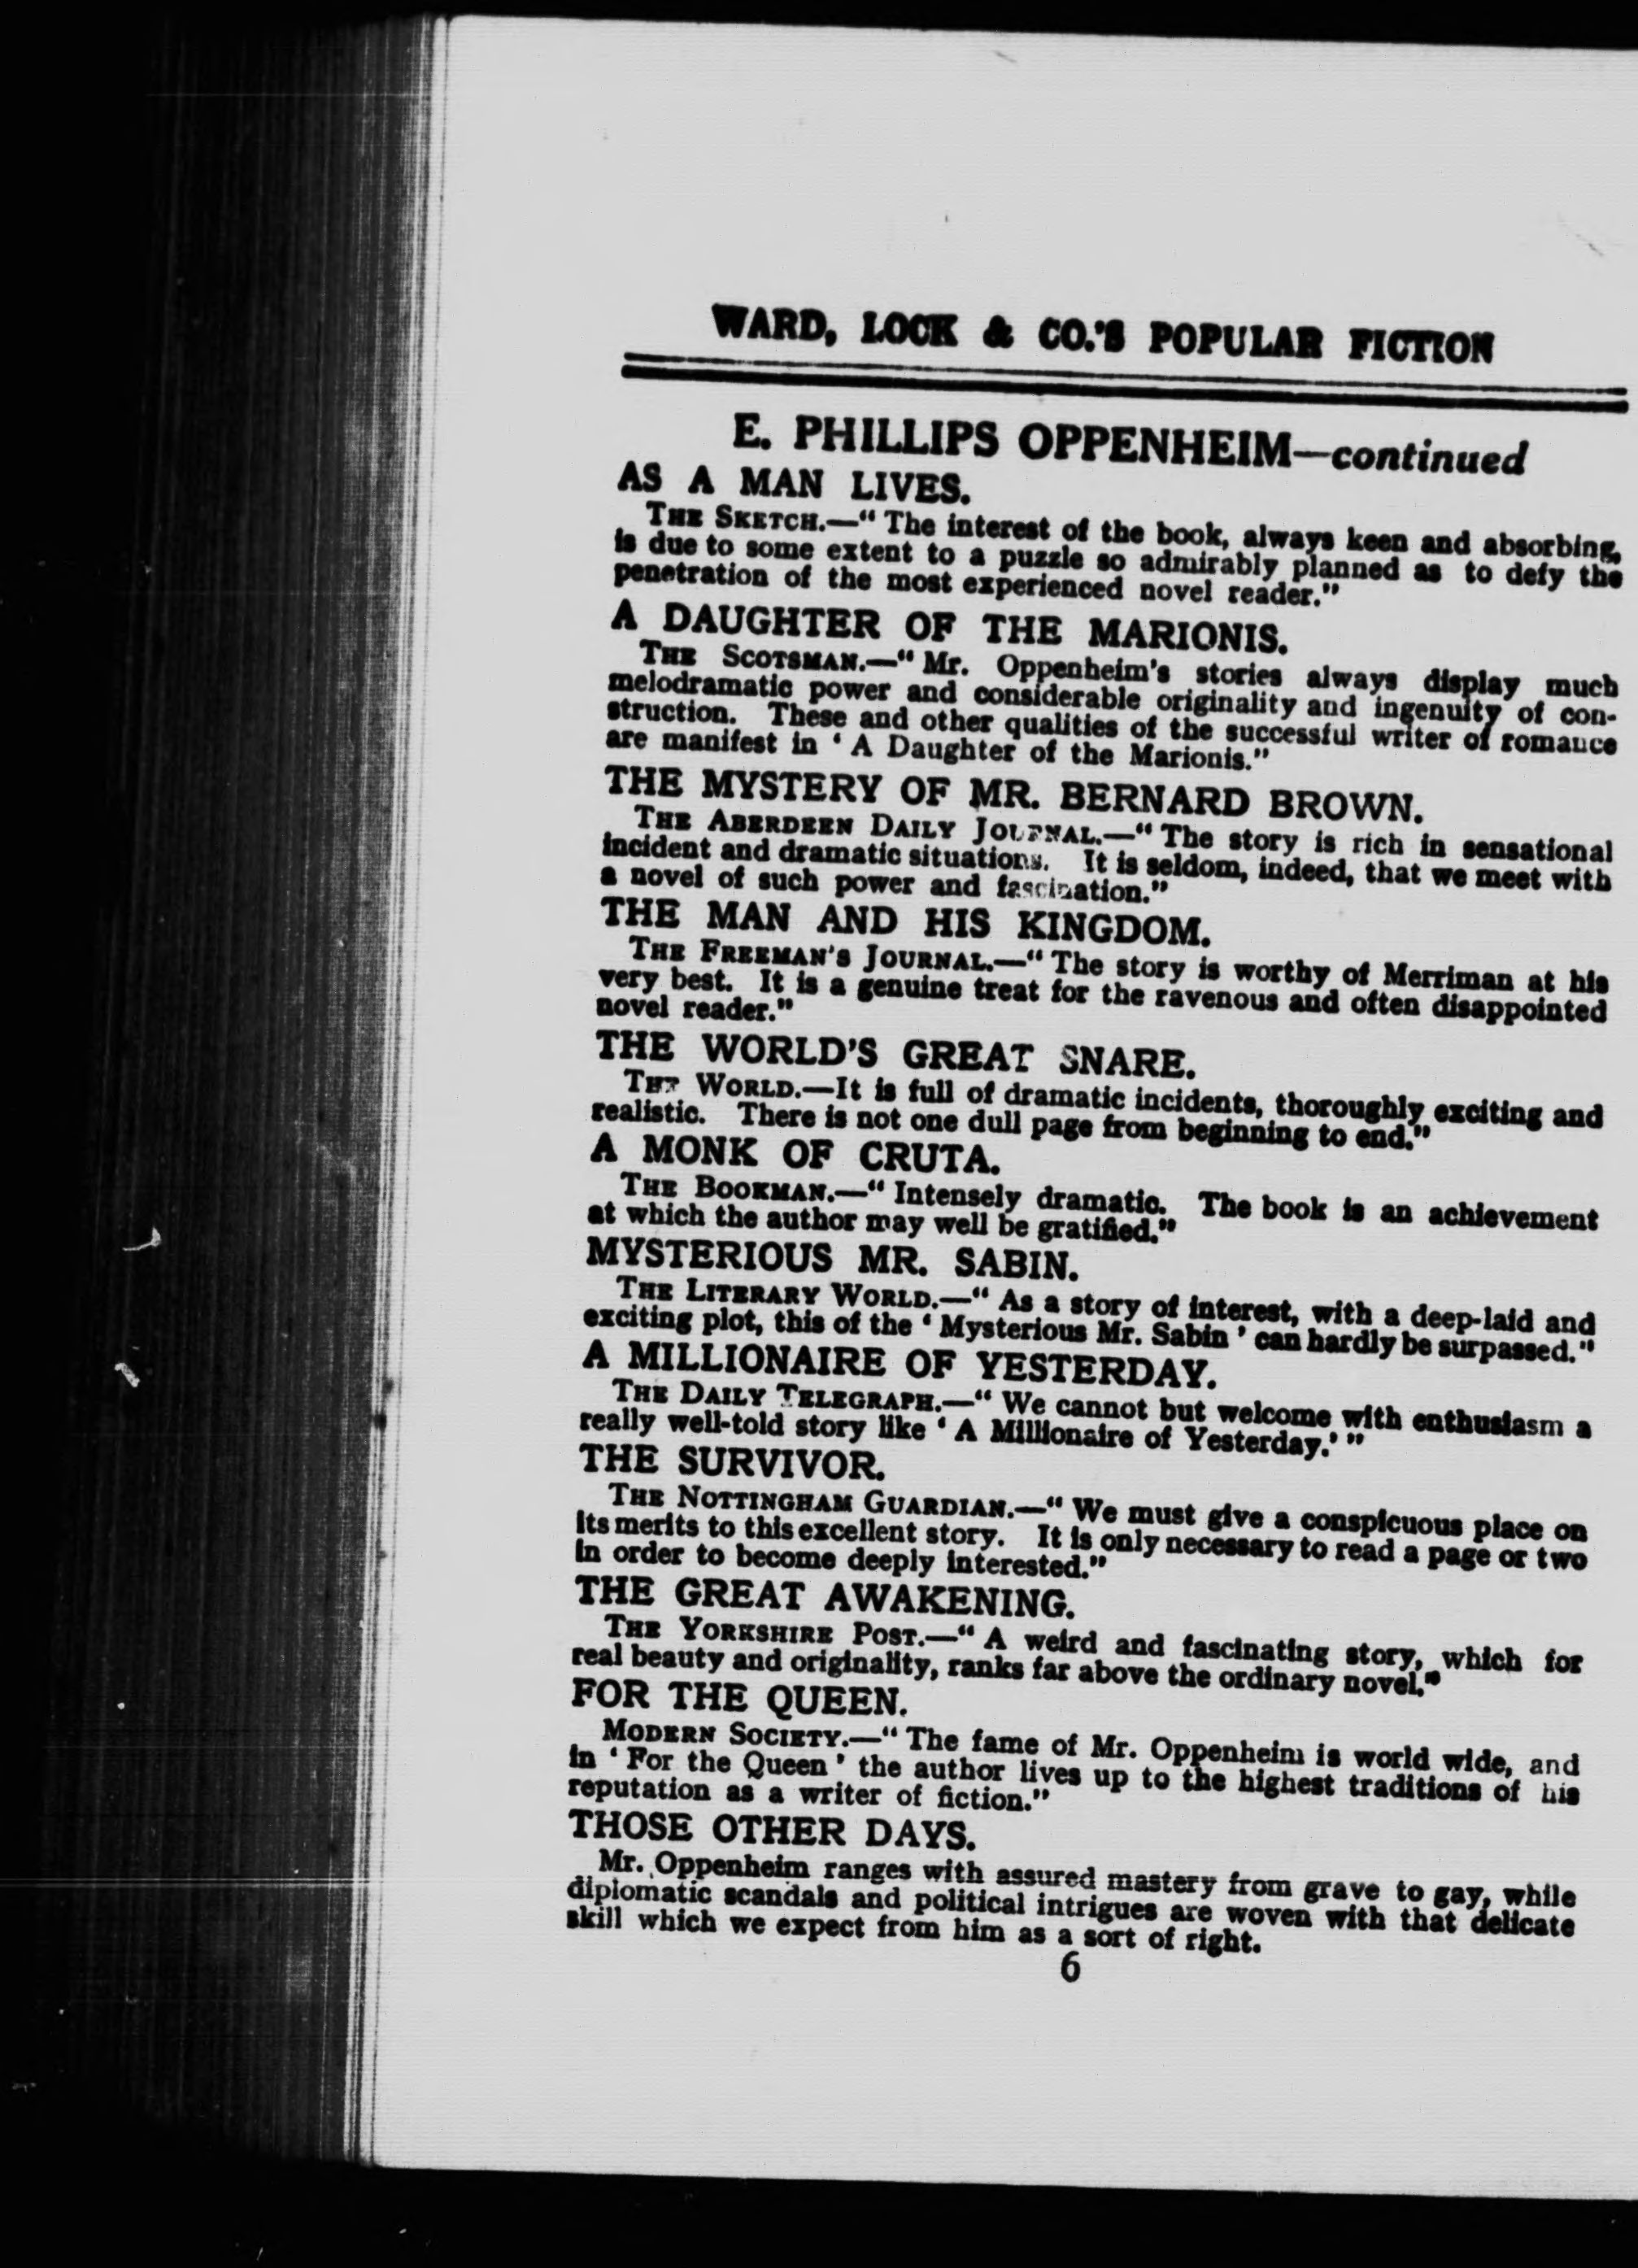 WARD, LOCK & CO.'S POPULAR FICTION
E. PHILLIPS OPPENHEIM—continued
AS A MAN LIVES.
THE SKETCH.—" The interest of the book, always keen and absorbing,
is due to some extent to a puzzle so admirably planned as to defy the
penetration of the most experienced novel reader."
A DAUGHTER OF THE MARIONIS.
THE SCOTSMAN.—" Mr. Oppenheim's stories always display much
melodramatic power and considerable originality and ingenuity of con-
struction. These and other qualities of the successful writer of romance
are manifest in ' A Daughter of the Marionis."
THE MYSTERY OF MR. BERNARD BROWN.
THE ABERDEEN DAILY JOURNAL.—" The story is rich in sensational
incident and dramatic situations. It is seldom, indeed, that we meet with
a novel of such power and fascination."
THE MAN AND HIS KINGDOM.
THE FREEMAN'S JOURNAL.—" The story is worthy of Merriman at his
very best. It is a genuine treat for the ravenous and often disappointed
novel reader."
THE WORLD'S GREAT SNARE.
THE WORLD.—It is full of dramatic incidents, thoroughly exciting and
realistic. There is not one dull page from beginning to end."
A MONK OF CRUTA.
THE BOOKMAN.—" Intensely dramatic. The book is an achievement
at which the author may well be gratified."
MYSTERIOUS MR. SABIN.
THE LITERARY WORLD.—" As a story of interest, with a deep-laid and
exciting plot, this of the ' Mysterious Mr. Sabin ' can hardly be surpassed."
A MILLIONAIRE OF YESTERDAY.
THE DAILY TELEGRAPH.—" We cannot but welcome with enthusiasm a
really well-told story like ' A Millionaire of Yesterday.' "
THE SURVIVOR.
THE NOTTINGHAM GUARDIAN.—" We must give a conspicuous place on
its merits to this excellent story. It is only necessary to read a page or two
in order to become deeply interested."
THE GREAT AWAKENING.
THE YORKSHIRE POST.—" A weird and fascinating story, which for
real beauty and originality, ranks far above the ordinary novel."
FOR THE QUEEN.
MODERN SOCIETY.—" The fame of Mr. Oppenheim is world wide, and
in ' For the Queen ' the author lives up to the highest traditions of his
reputation as a writer of fiction."
THOSE OTHER DAYS.
Mr. Oppenheim ranges with assured mastery from grave to gay, while
diplomatic scandals and political intrigues are woven with that delicate
skill which we expect from him as a sort of right.
6